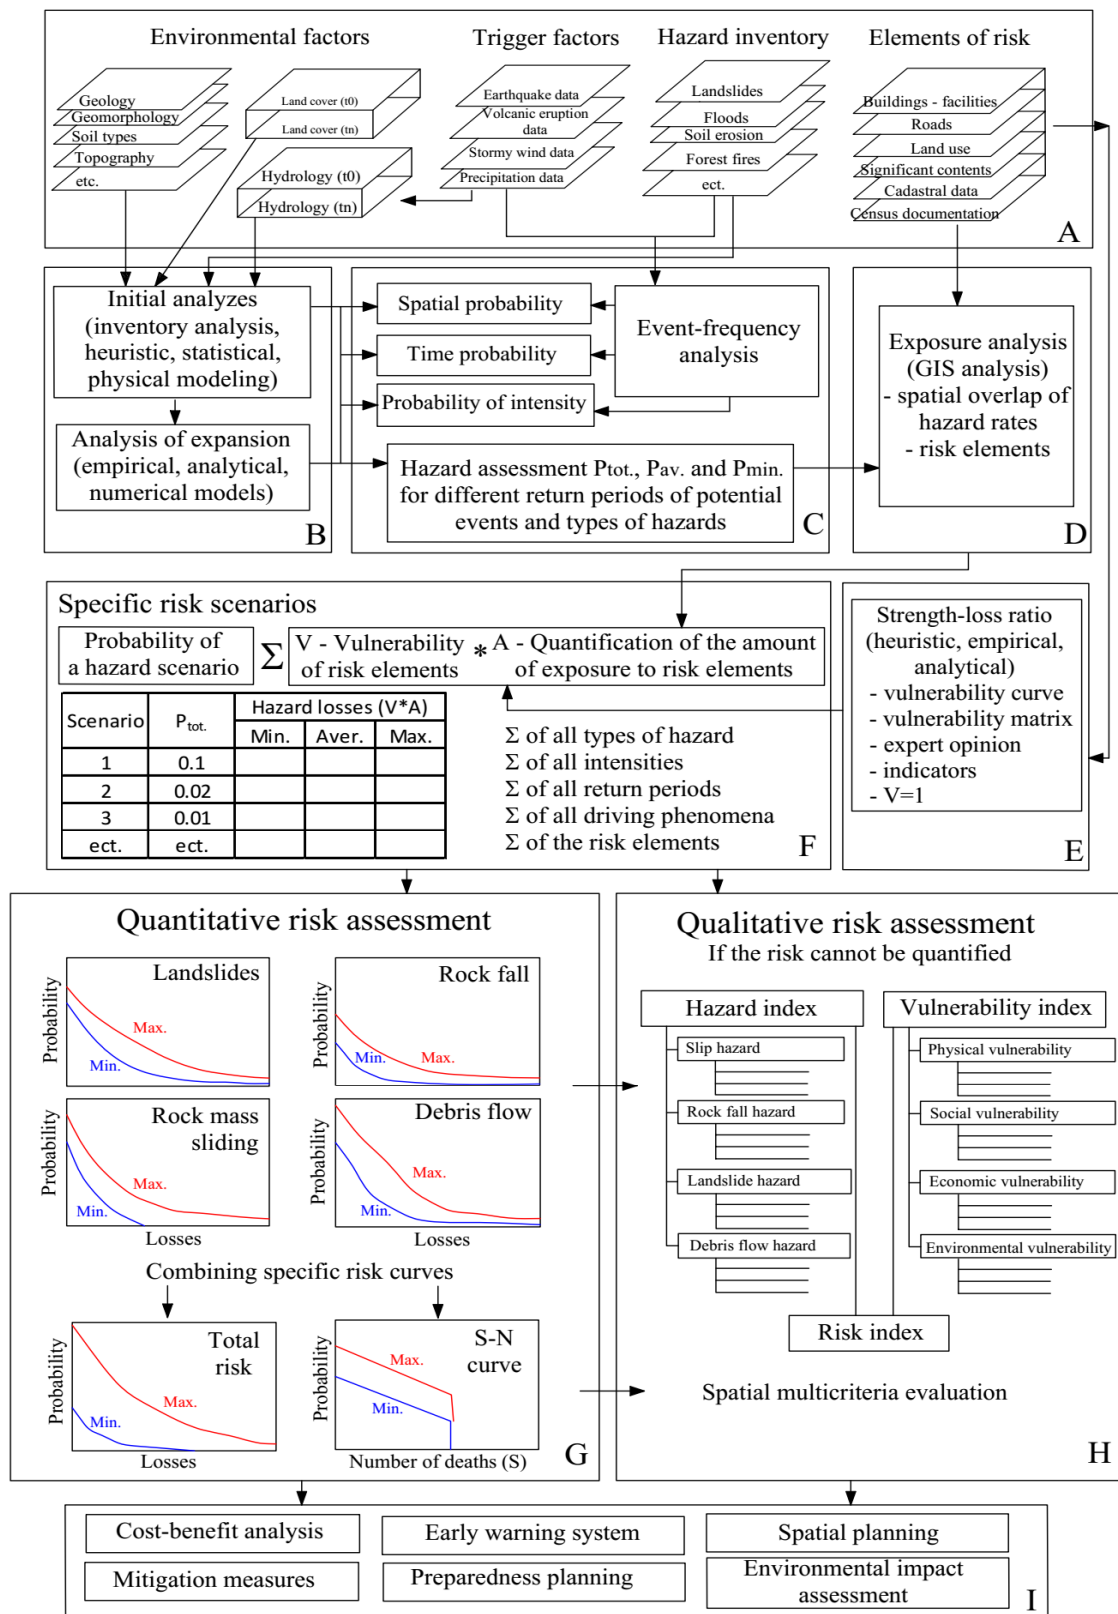 Environmental factors
Trigger factors
Hazard inventory
Elements of risk
Geology
Geomorphology
Soil types
Topography
etc.
Land cover (t0)
Land cover (tn)
Hydrology (t0)
Hydrology (tn)
Earthquake data
Volcanic eruption
data
Stormy wind data
Precipitation data
Landslides
Floods
Soil erosion
Forest fires
ect.
Buildings - facilities
Roads
Land use
Significant contents
Cadastral data
Census documentation
A
Initial analyzes
(inventory analysis,
heuristic, statistical,
physical modeling)
Analysis of expansion
(empirical, analytical,
numerical models)
B
Spatial probability
Time probability
Probability of intensity
Event-frequency
analysis
Hazard assessment Ptot., Pav. and Pmin.
for different return periods of potential
events and types of hazards
C
Exposure analysis
(GIS analysis)
- spatial overlap of
hazard rates
- risk elements
D
Specific risk scenarios
Probability of
a hazard scenario
Σ
V - Vulnerability
of risk elements
*
A - Quantification of the amount
of exposure to risk elements
Scenario
Ptot.
Hazard losses (V*A)
Min. Aver. Max.
1 0.1
2 0.02
3 0.01
ect. ect.
Σ of all types of hazard
Σ of all intensities
Σ of all return periods
Σ of all driving phenomena
Σ of the risk elements
F
Strength-loss ratio
(heuristic, empirical,
analytical)
- vulnerability curve
- vulnerability matrix
- expert opinion
- indicators
- V=1
E
Quantitative risk assessment
Landslides
Probability
Max.
Min.
Rock fall
Probability
Min.
Max.
Rock mass
sliding
Probability
Max.
Min.
Losses
Debris flow
Probability
Max.
Min.
Losses
Combining specific risk curves
Total
risk
Probability
Max.
Min.
Losses
S-N
curve
Probability
Max.
Min.
Number of deaths (S)
G
Qualitative risk assessment
If the risk cannot be quantified
Hazard index
Slip hazard
Rock fall hazard
Landslide hazard
Debris flow hazard
Vulnerability index
Physical vulnerability
Social vulnerability
Economic vulnerability
Environmental vulnerability
Risk index
Spatial multicriteria evaluation
H
Cost-benefit analysis
Early warning system
Spatial planning
Mitigation measures
Preparedness planning
Environmental impact
assessment
I